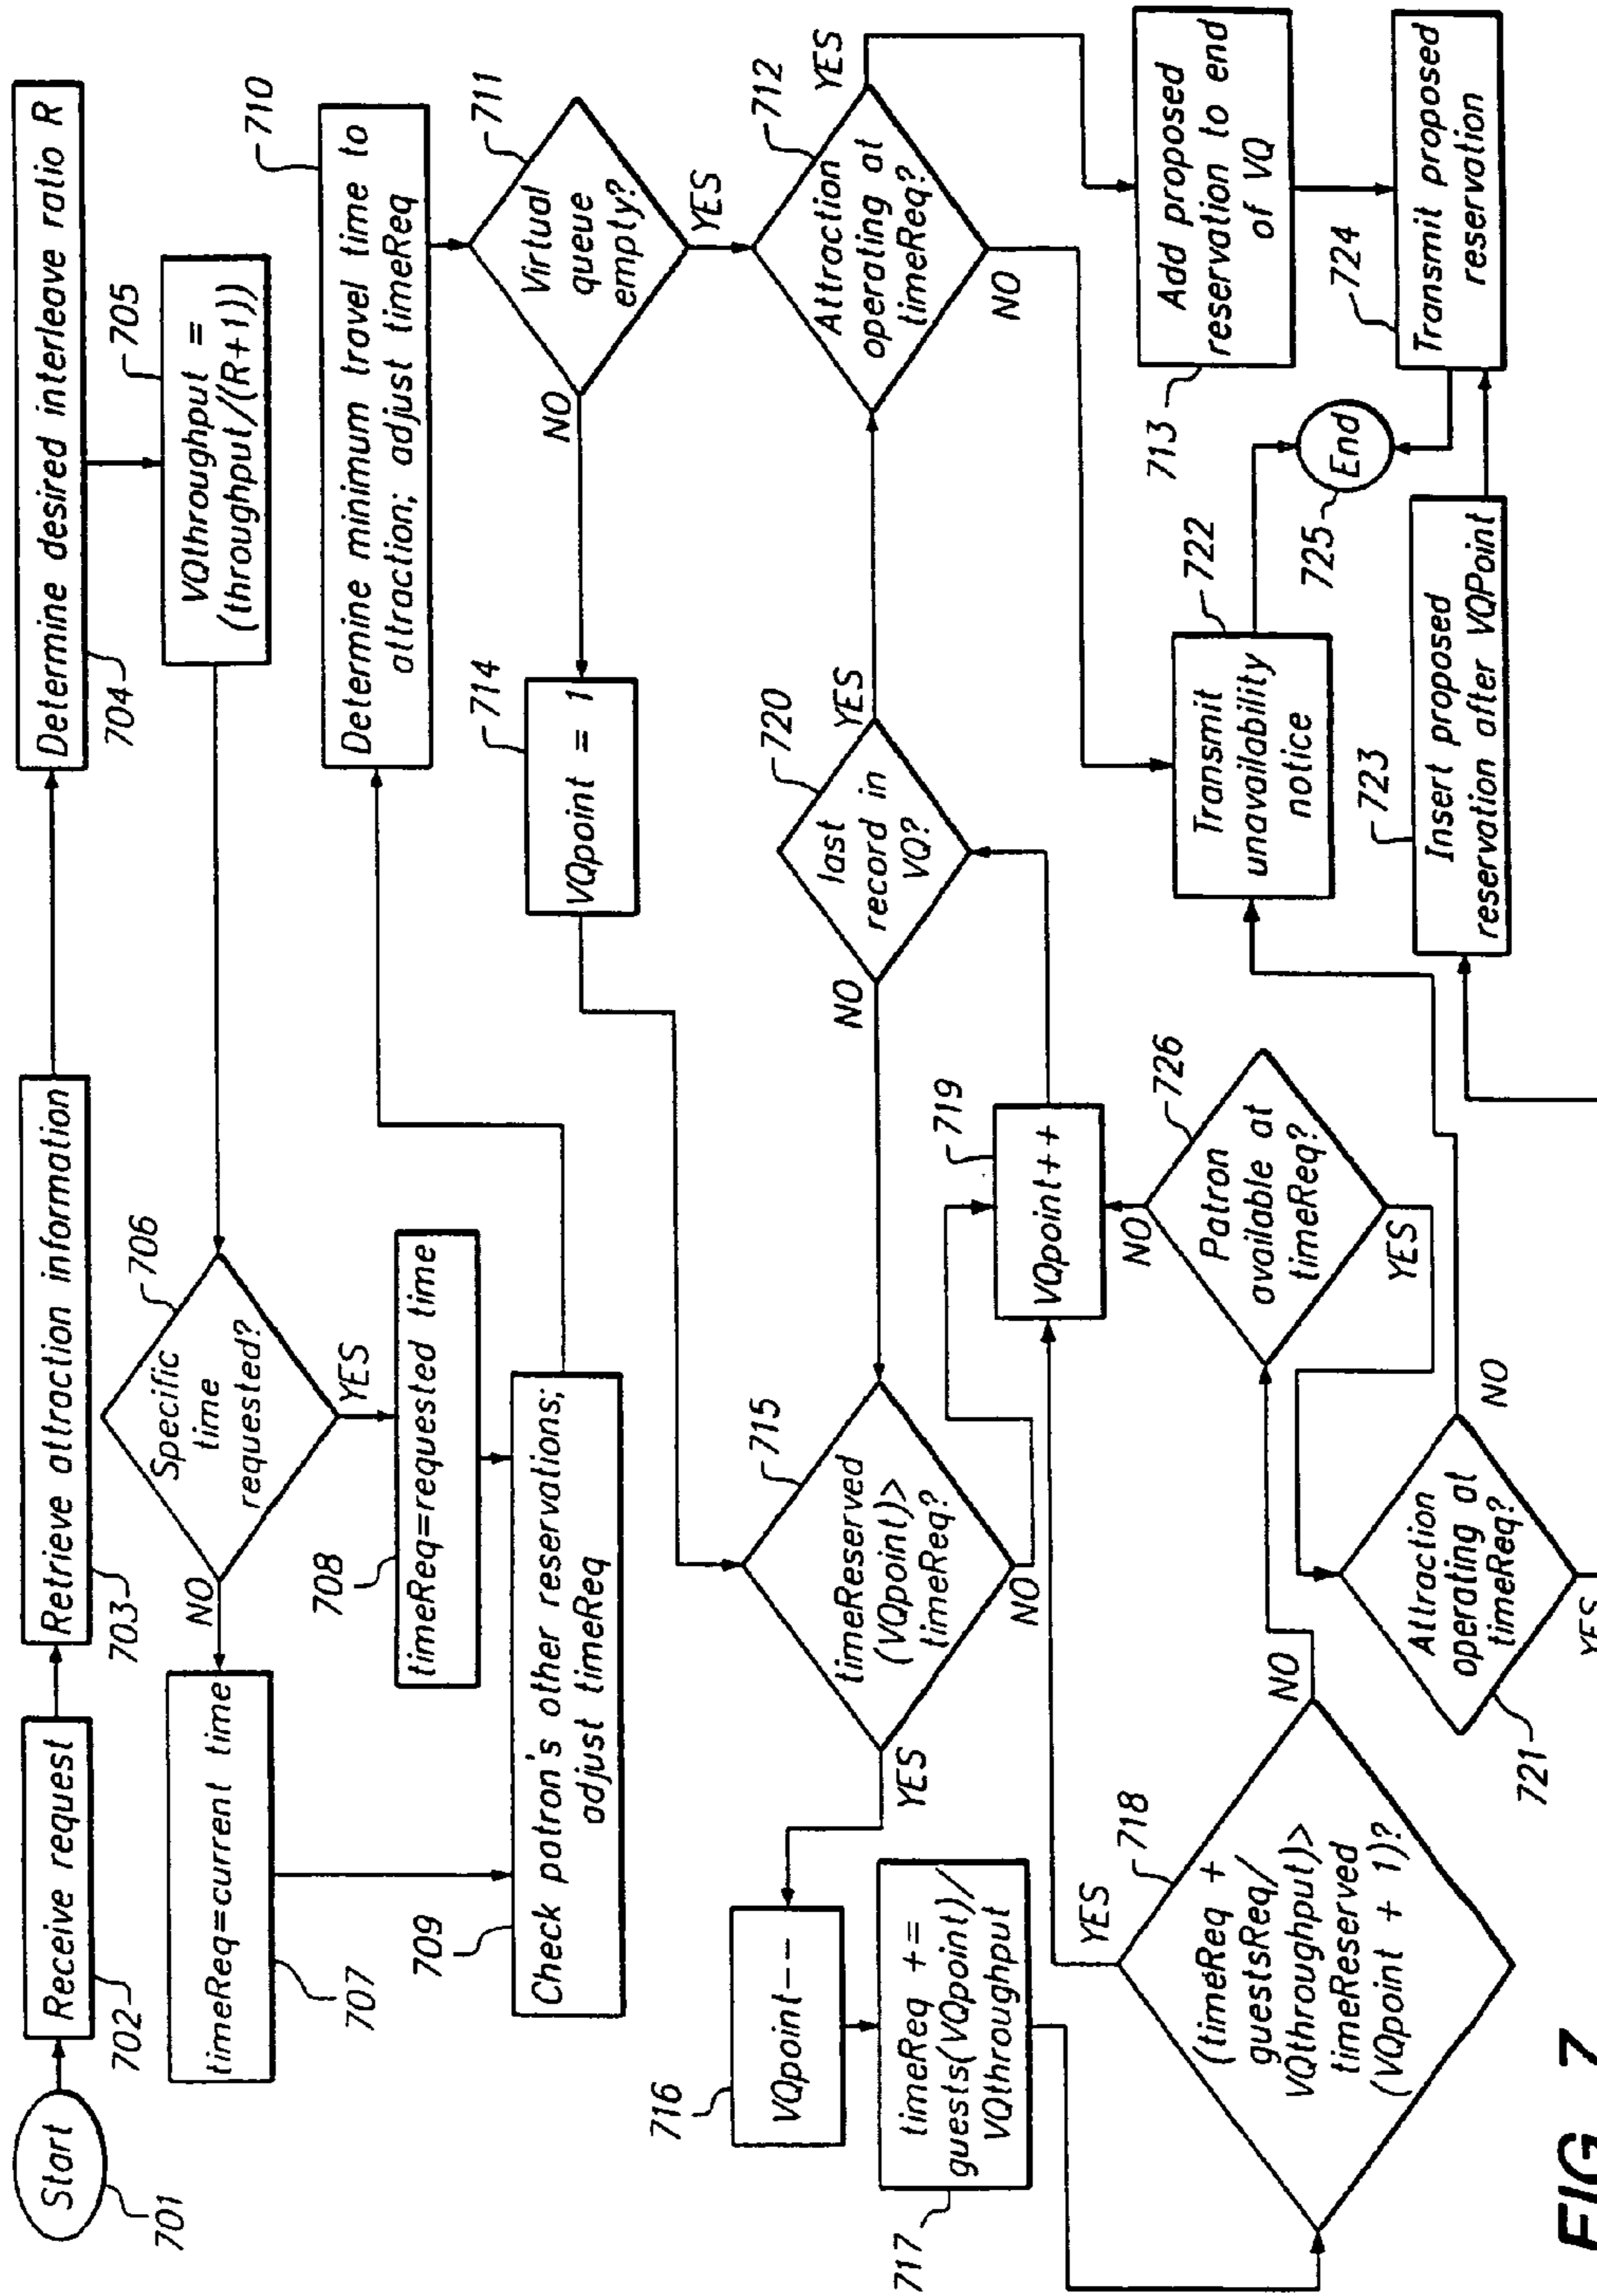 Start
701
Receive request
702
Retrieve attraction information
703
Determine desired interleave ratio R
704
VQthroughput =
(throughput/(R+1))
705
Specific
time
requested?
706
NO
YES
timeReq=current time
707
timeReq=requested time
708
Check patron's other reservations;
adjust timeReq
709
Determine minimum travel time to
attraction; adjust timeReq
710
Virtual
queue
empty?
711
NO
YES
VQpoint = 1
714
Attraction
operating at
timeReq?
712
YES
NO
last
record in
VQ?
720
YES
NO
timeReserved
(VQpoint)>
timeReq?
715
YES
NO
VQpoint--
716
timeReq +=
guests(VQpoint)/
VQthroughput
717
(timeReq +
guestsReq/
VQthroughput)>
timeReserved
(VQpoint + 1)?
718
YES
NO
VQpoint++
719
Patron
available at
timeReq?
726
NO
YES
Attraction
operating at
timeReq?
721
NO
YES
Transmit
unavailability
notice
722
Insert proposed
reservation after VQPoint
723
Add proposed
reservation to end
of VQ
713
Transmit proposed
reservation
724
End
725
FIG. 7